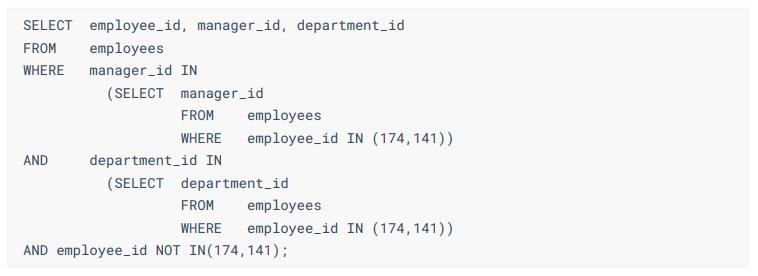 SELECT  employee_id, manager_id, department_id
FROM    employees
WHERE   manager_id IN
          (SELECT  manager_id
                   FROM    employees
                   WHERE   employee_id IN (174,141))
AND     department_id IN
          (SELECT  department_id
                   FROM    employees
                   WHERE   employee_id IN (174,141))
AND employee_id NOT IN(174,141);